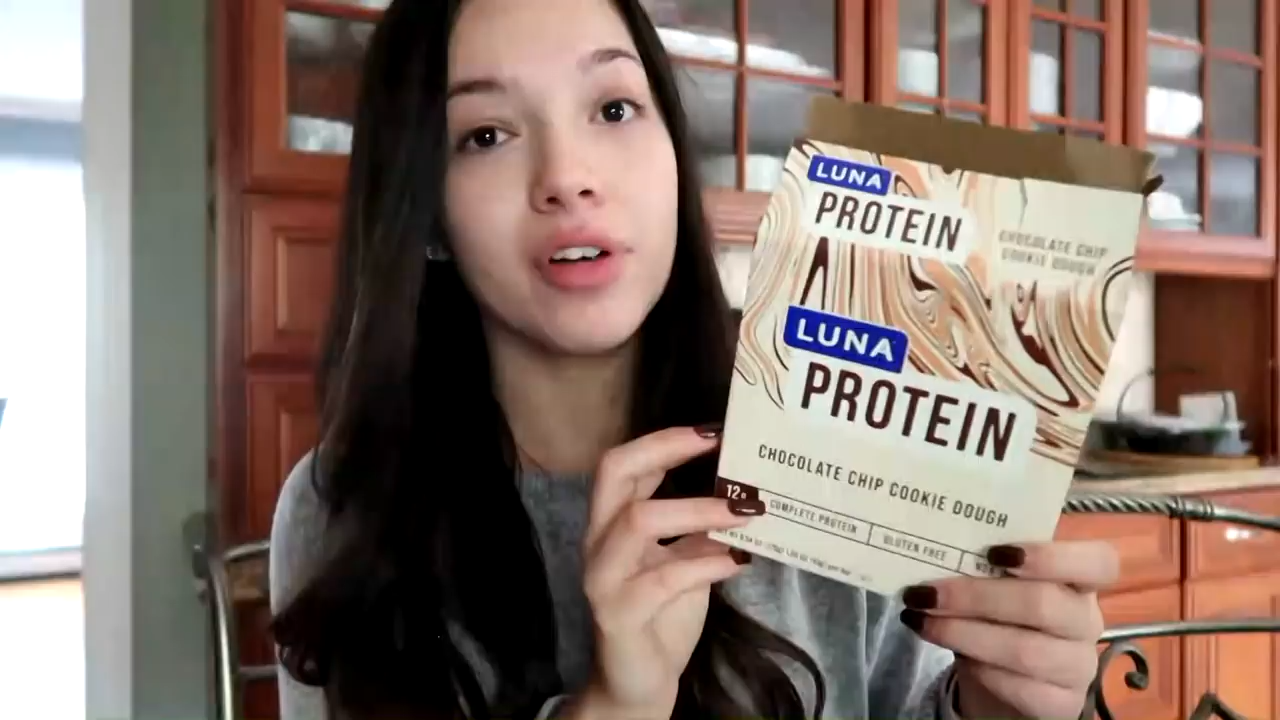 LUNA
PROTEIN
CHOCOLATE CHIP
COOKIE DOUGH
LUNA
PROTEIN
CHOCOLATE CHIP COOKIE DOUGH
12g COMPLETE PROTEIN GLUTEN FREE